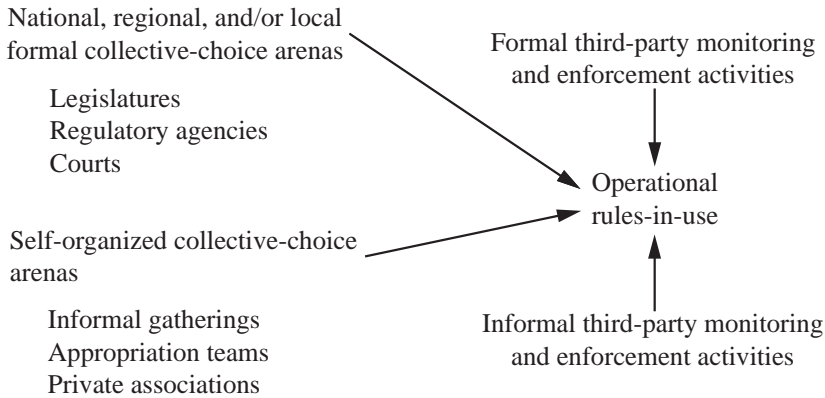 National, regional, and/or local
formal collective-choice arenas
Legislatures
Regulatory agencies
Courts
Formal third-party monitoring
and enforcement activities
Operational
rules-in-use
Self-organized collective-choice
arenas
Informal gatherings
Appropriation teams
Private associations
Informal third-party monitoring
and enforcement activities